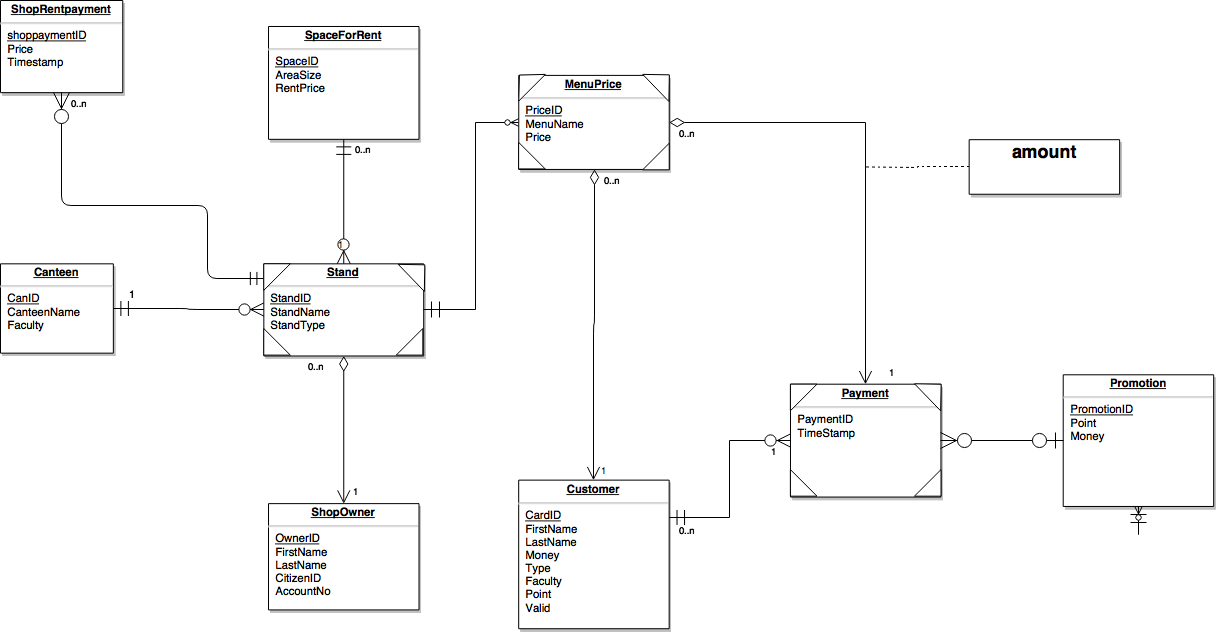 ShopRentpayment
shoppaymentID
Price
Timestamp
0..n
SpaceForRent
SpaceID
AreaSize
RentPrice
0..n
1
MenuPrice
PriceID
MenuName
Price
0..n
0..n
amount
Canteen
CanID
CanteenName
Faculty
1
Stand
StandID
StandName
StandType
0..n
1
ShopOwner
OwnerID
FirstName
LastName
CitizenID
AccountNo
1
Customer
CardID
FirstName
LastName
Money
Type
Faculty
Point
Valid
0..n
1
1
Payment
PaymentID
TimeStamp
Promotion
PromotionID
Point
Money